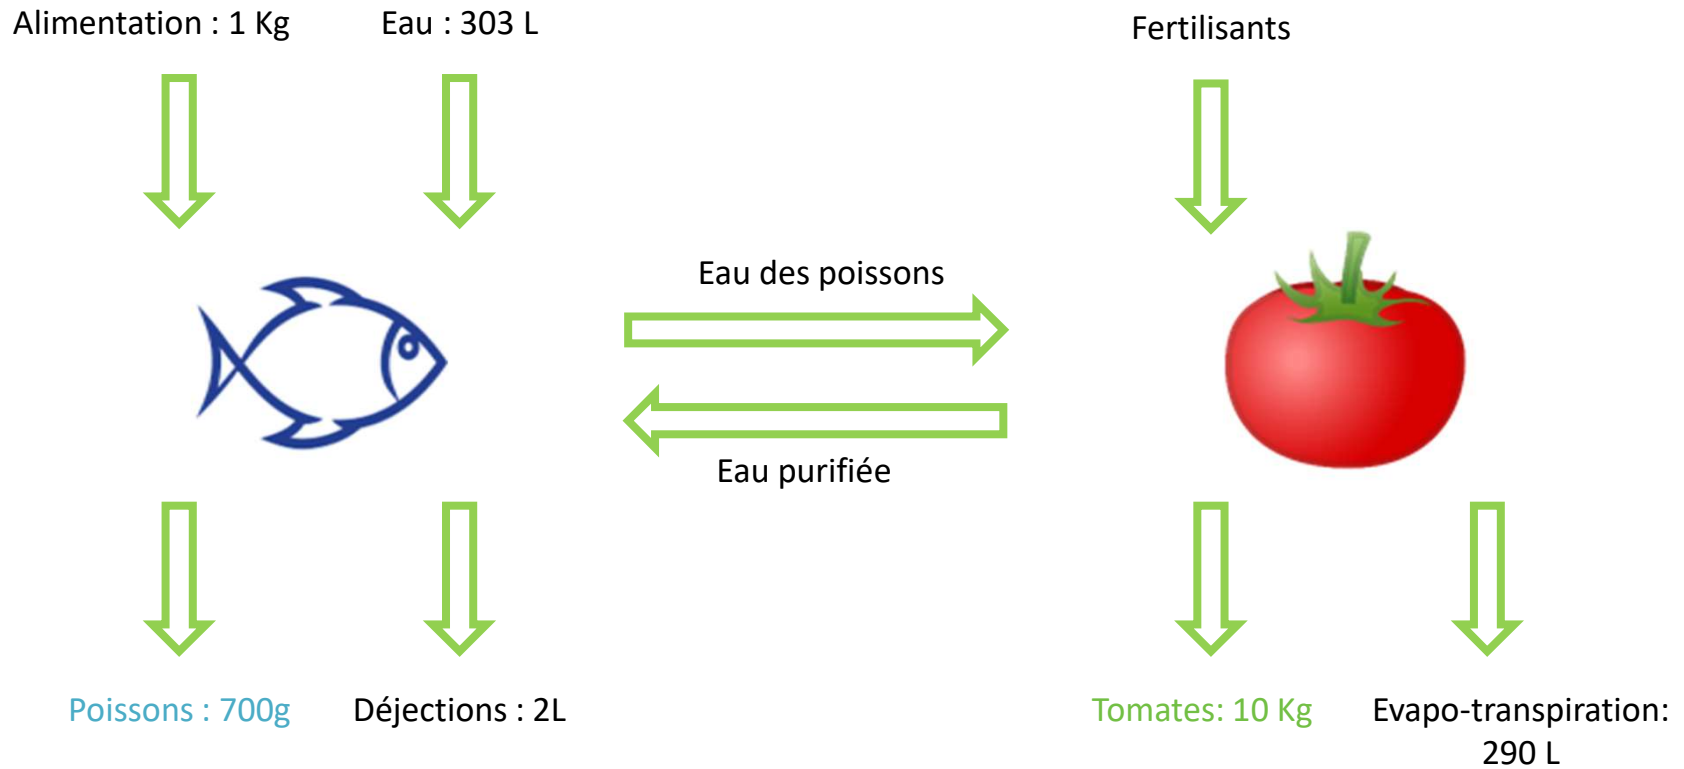 Alimentation : 1 Kg
Eau : 303 L
Fertilisants
Eau des poissons
Eau purifiée
Poissons : 700g
Déjections : 2L
Tomates: 10 Kg
Evapo-transpiration:
290 L